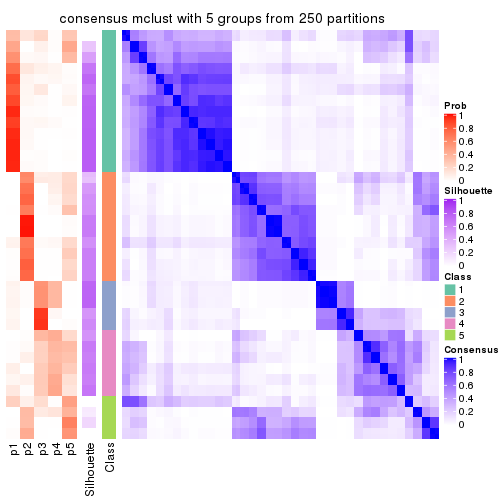 consensus mclust with 5 groups from 250 partitions
Prob
1
0.8
0.6
0.4
0.2
0
Silhouette
1
0.8
0.6
0.4
0.2
0
Class
1
2
3
4
5
Consensus
1
0.8
0.6
0.4
0.2
0
p1
p2
p3
p4
p5
Silhouette
Class